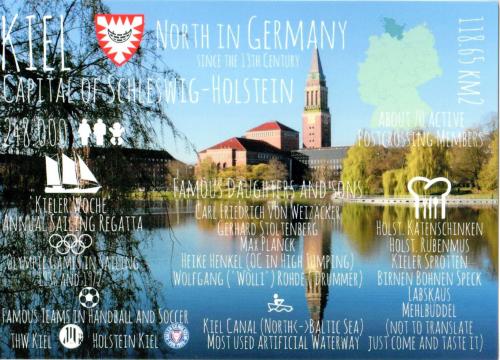 KIEL
NORTH IN GERMANY
SINCE THE 13TH CENTURY
CAPITAL OF SCHLESWIG-HOLSTEIN
118.65 KM2
248.000
ABOUT ACTIVE
POSTCROSSING MEMBERS
KIELER WOCHE
ANNUAL SAILING REGATTA
OLYMPIC GAMES IN SAILING
1936 AND 1972
FAMOUS TEAMS IN HANDBALL AND SOCCER
THW KIEL
HOLSTEIN KIEL
FAMOUS DAUGHTERS AND SONS
CARL FRIEDRICH VON WEIZÄCKER
GERHARD STOLTENBERG
MAX PLANCK
HEIKE HENKEL (OC IN HIGH JUMPING)
WOLFGANG ("WÖLLI") ROHDE (DRUMMER)
KIEL CANAL (NORTH<->BALTIC SEA)
MOST USED ARTIFICIAL WATERWAY
HOLST. KATENSCHINKEN
HOLST. RÜBENMUS
KIELER SPROTTEN
BIRNEN BOHNEN SPECK
LABSKAUS
MEHLBÜDDEL
(NOT TO TRANSLATE
JUST COME AND TASTE IT)